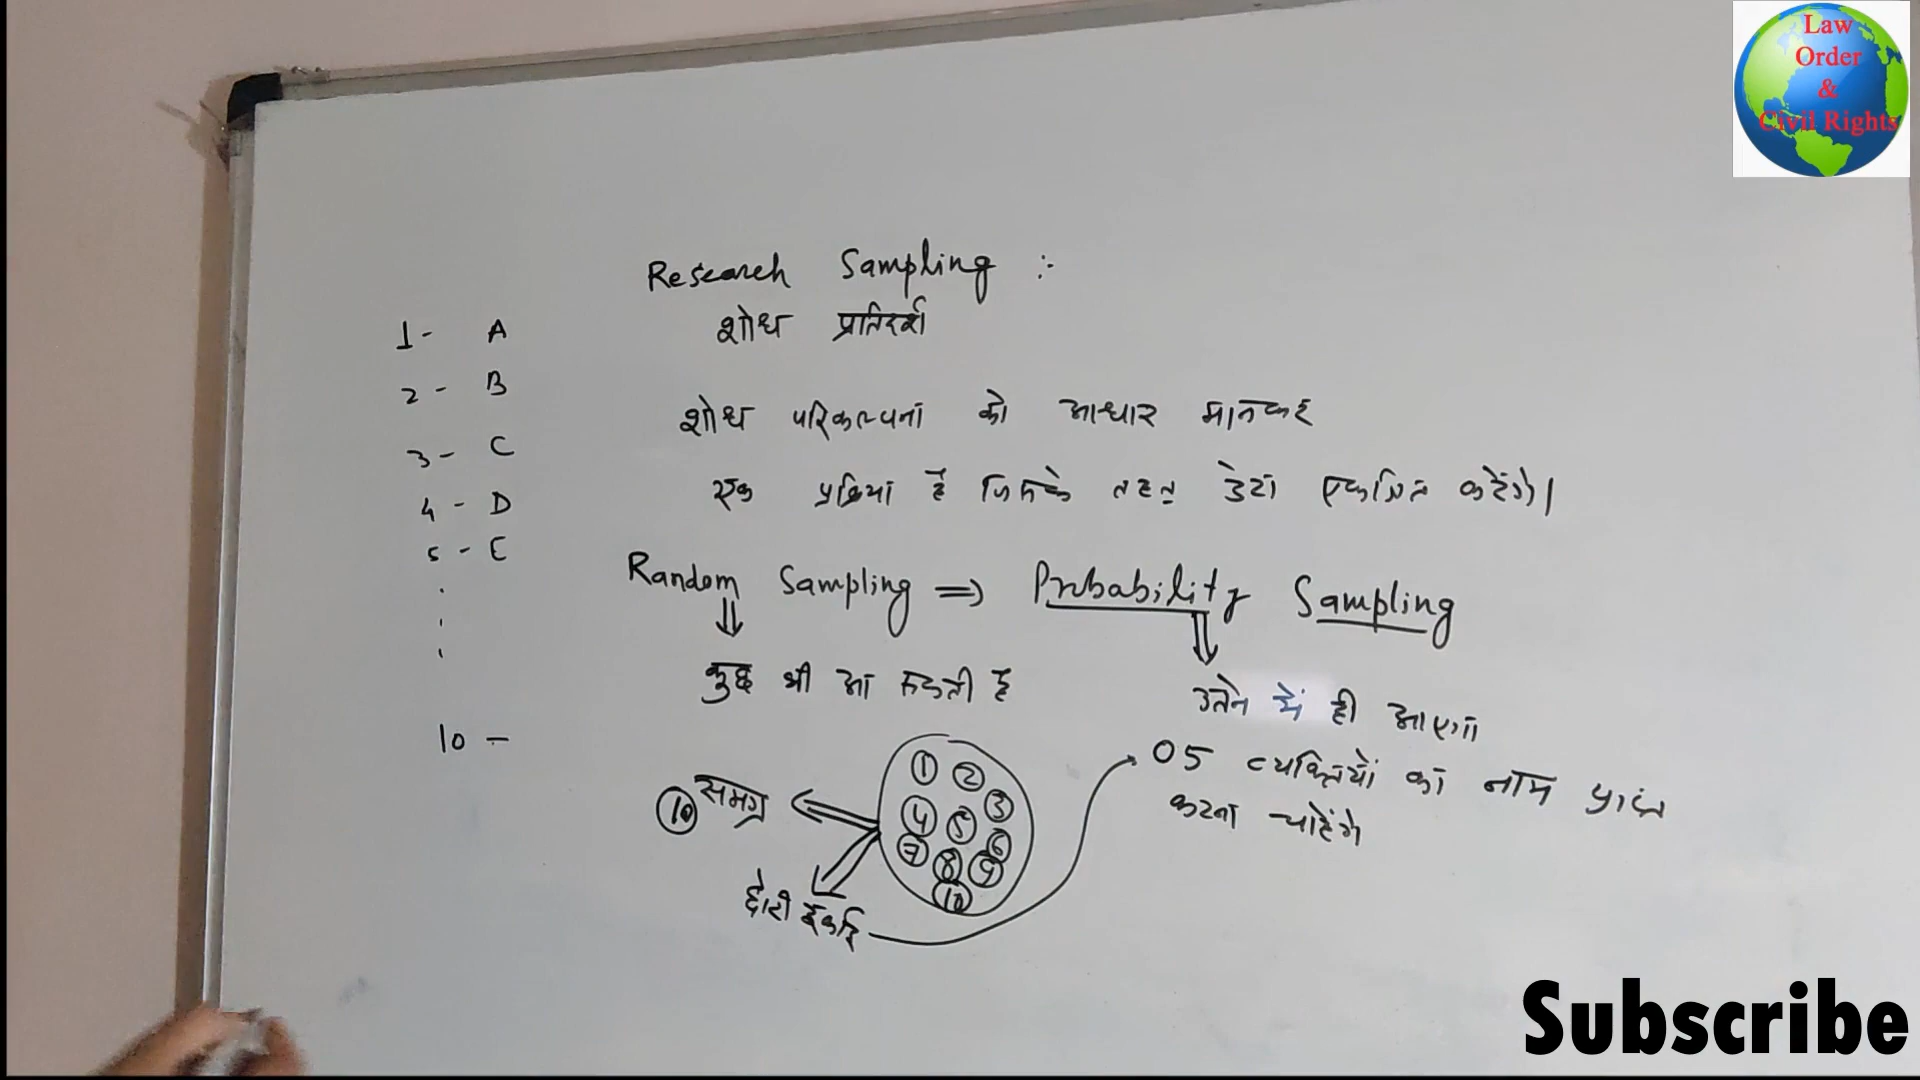 Law
Order
&
Civil Rights
Research Sampling :-
शोध प्रतिदर्श
1- A
2- B
3- C
4- D
5- E
10 -
शोध परिकल्पना को आधार मानकर
एक प्रक्रिया है जिसके तहत डेटा एकत्रित करेंगे।
Random Sampling ⇒ Probability Sampling
कुछ भी आ सकती है
उतने में ही आएगा
05 व्यक्तियों का नाम प्राप्त
करना चाहेंगे
10 समग्र
1 2
3
4 5 6
7 8 9
10
छोटी ईकाई
Subscribe